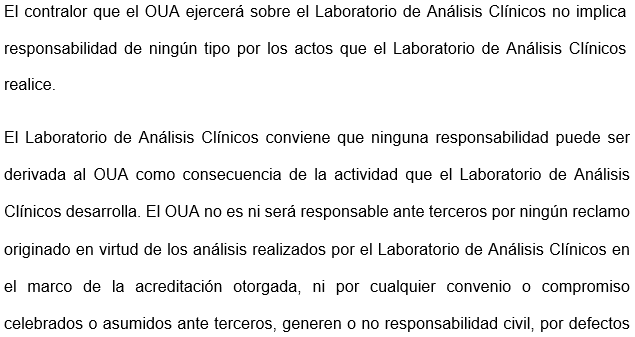 El contralor que el OUA ejercerá sobre el Laboratorio de Análisis Clínicos no implica
responsabilidad de ningún tipo por los actos que el Laboratorio de Análisis Clínicos
realice.
El Laboratorio de Análisis Clínicos conviene que ninguna responsabilidad puede ser
derivada al OUA como consecuencia de la actividad que el Laboratorio de Análisis
Clínicos desarrolla. El OUA no es ni será responsable ante terceros por ningún reclamo
originado en virtud de los análisis realizados por el Laboratorio de Análisis Clínicos en
el marco de la acreditación otorgada, ni por cualquier convenio o compromiso
celebrados o asumidos ante terceros, generen o no responsabilidad civil, por defectos